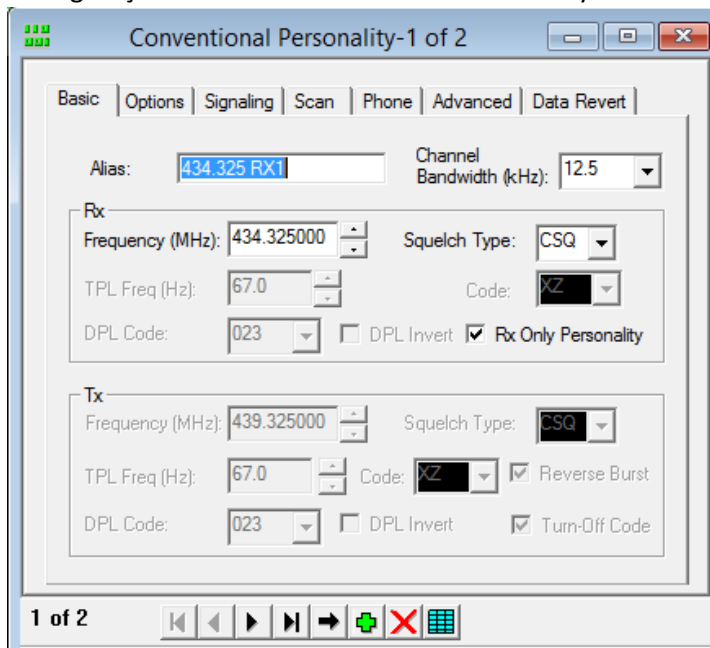 Conventional Personality-1 of 2
Basic Options Signaling Scan Phone Advanced Data Revert
Alias: 434.325 RX1 Channel Bandwidth (kHz): 12.5
Rx
Frequency (MHz): 434.325000 Squelch Type: CSQ
TPL Freq (Hz): 67.0 Code: XZ
DPL Code: 023 DPL Invert Rx Only Personality
Tx
Frequency (MHz): 439.325000 Squelch Type: CSQ
TPL Freq (Hz): 67.0 Code: XZ Reverse Burst
DPL Code: 023 DPL Invert Turn-Off Code
1 of 2